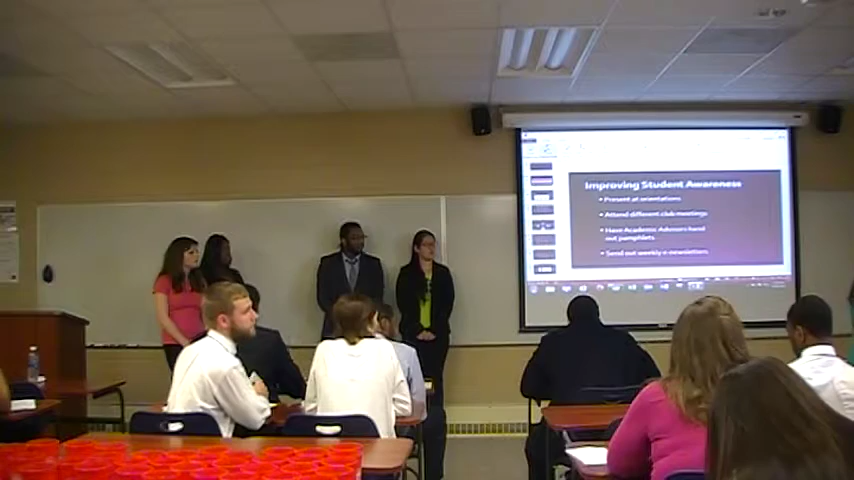 Improving Student Awareness
• Present at orientations
• Attend different club meetings
• Have Academic Advisors hand
out pamphlets
• Send out weekly e-newsletters